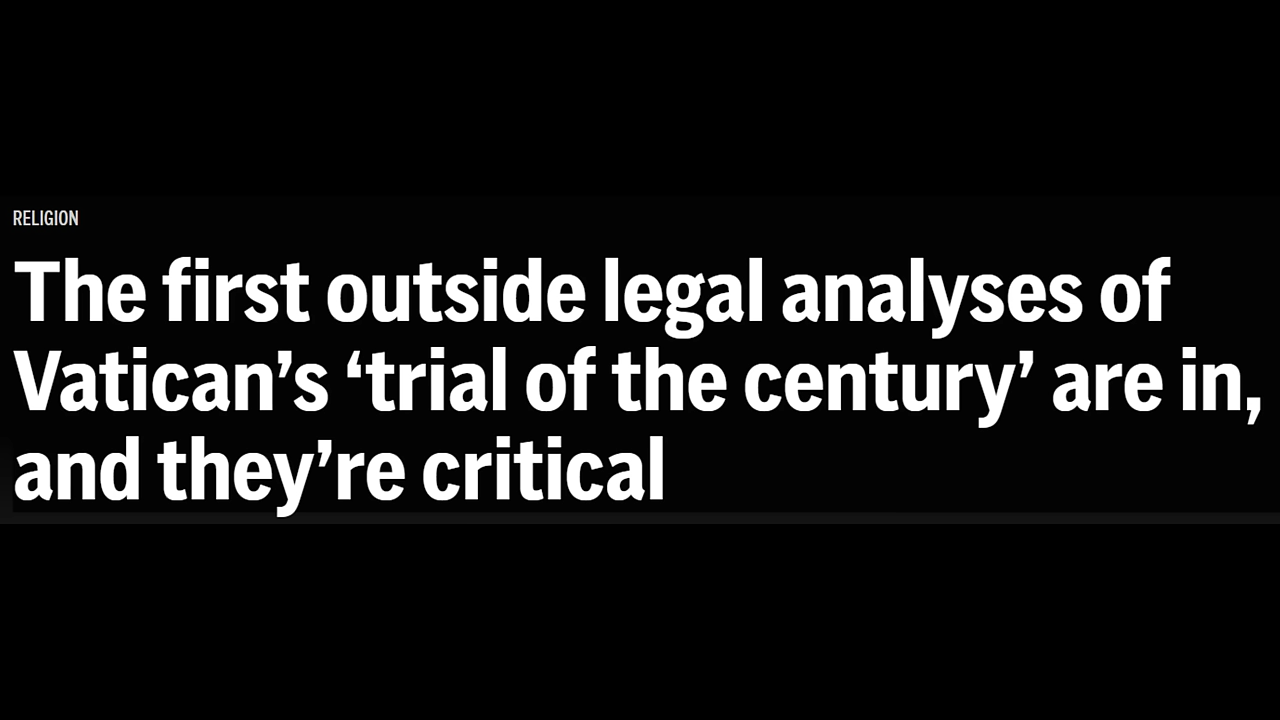 RELIGION
The first outside legal analyses of
Vatican’s ‘trial of the century’ are in,
and they’re critical